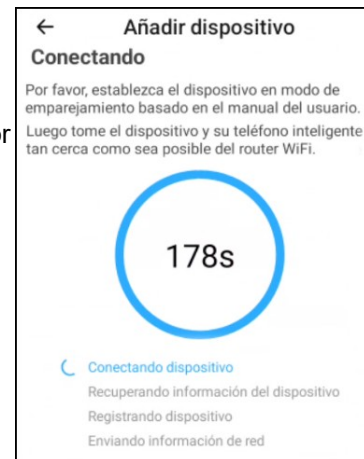 ← Añadir dispositivo
Conectando
Por favor, establezca el dispositivo en modo de
emparejamiento basado en el manual del usuario.
Luego tome el dispositivo y su teléfono inteligente
tan cerca como sea posible del router WiFi.
178s
Conectando dispositivo
Recuperando información del dispositivo
Registrando dispositivo
Enviando información de red